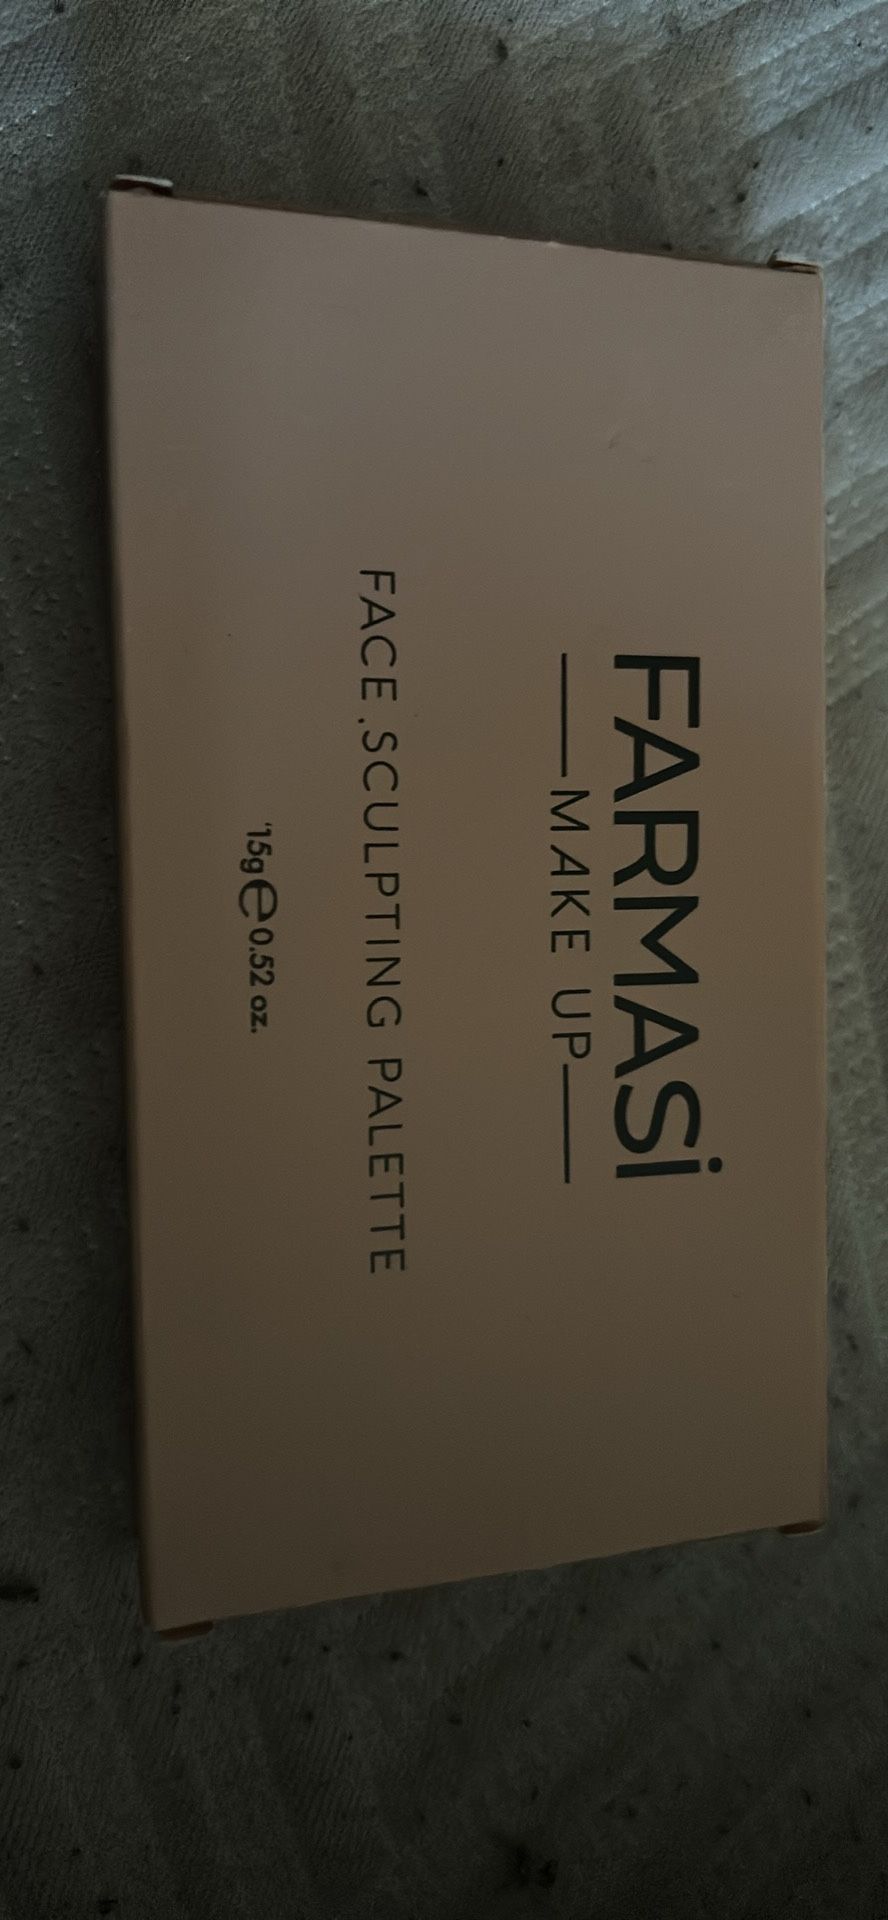 FARMASi
MAKE UP
FACE SCULPTING PALETTE
15g e 0.52 oz.